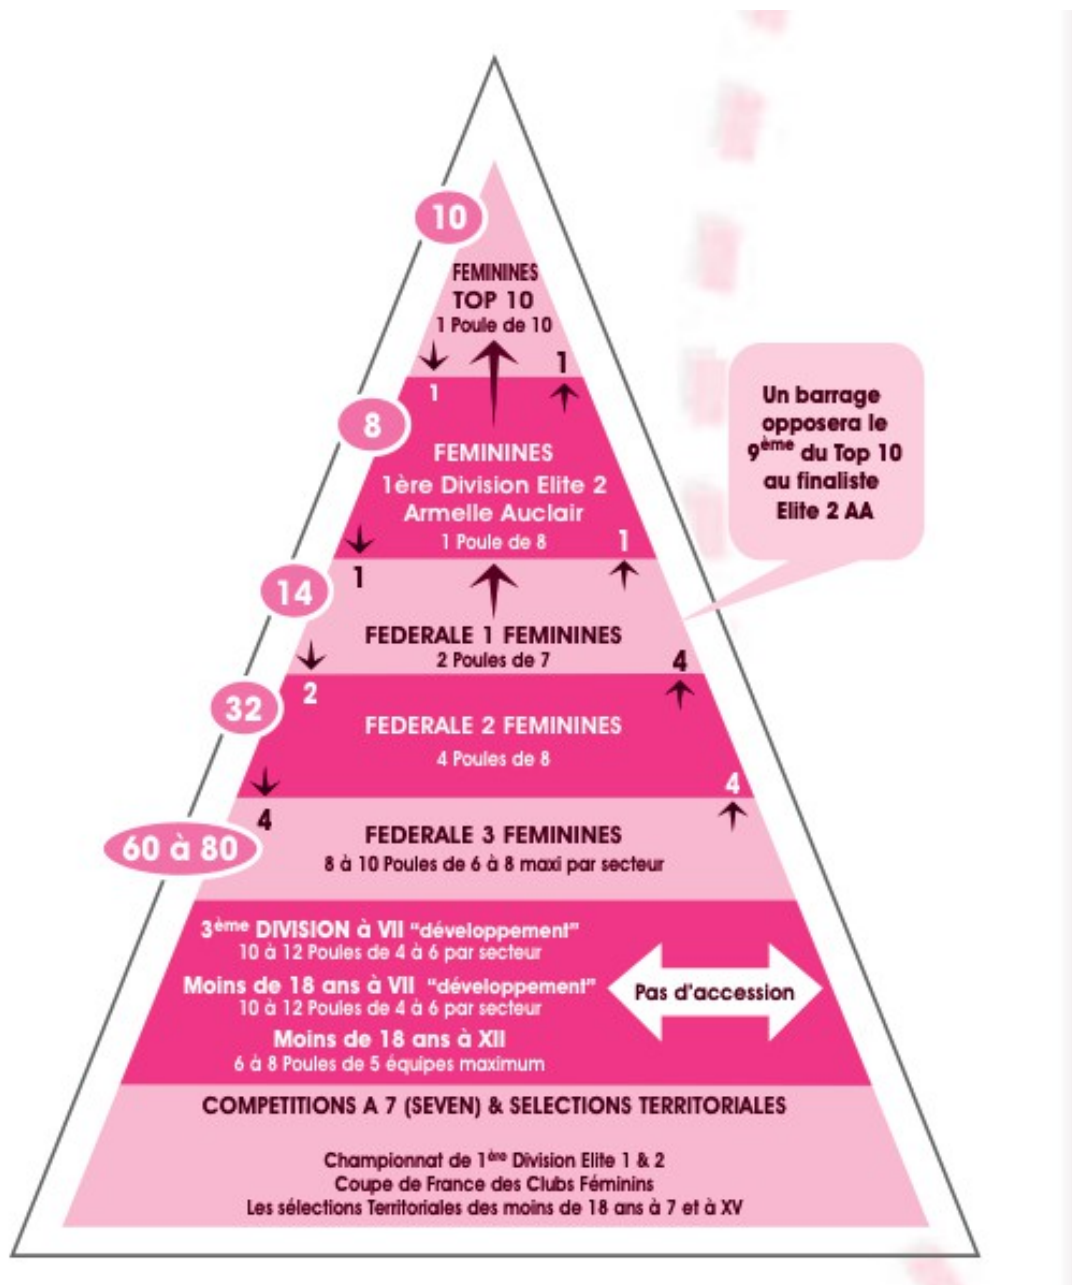 10
FEMININES
TOP 10
1 Poule de 10
1
1
8
FEMININES
1ère Division Elite 2
Armelle Auclair
1 Poule de 8
1
1
Un barrage
opposera le
9ème du Top 10
au finaliste
Elite 2 AA
14
FEDERALE 1 FEMININES
2 Poules de 7
4
2
32
FEDERALE 2 FEMININES
4 Poules de 8
4
4
60 à 80
FEDERALE 3 FEMININES
8 à 10 Poules de 6 à 8 maxi par secteur
3ème DIVISION à VII “développement”
10 à 12 Poules de 4 à 6 par secteur
Moins de 18 ans à VII “développement”
10 à 12 Poules de 4 à 6 par secteur
Pas d'accession
Moins de 18 ans à XII
6 à 8 Poules de 5 équipes maximum
COMPETITIONS A 7 (SEVEN) & SELECTIONS TERRITORIALES
Championnat de 1ère Division Elite 1 & 2
Coupe de France des Clubs Féminins
Les sélections Territoriales des moins de 18 ans à 7 et à XV